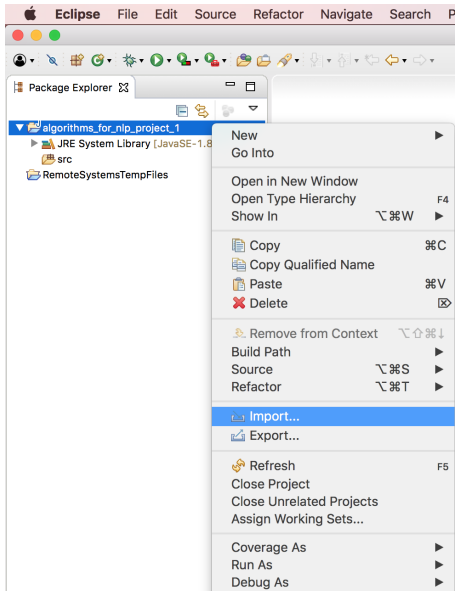 Eclipse File Edit Source Refactor Navigate Search P
Package Explorer
algorithms_for_nlp_project_1
JRE System Library [JavaSE-1.8
src
RemoteSystemsTempFiles
New
Go Into
Open in New Window
Open Type Hierarchy F4
Show In ⌥⌘W
Copy ⌘C
Copy Qualified Name
Paste ⌘V
Delete ⌦
Remove from Context ⌥⇧⌘↓
Build Path
Source ⌥⌘S
Refactor ⌥⌘T
Import...
Export...
Refresh F5
Close Project
Close Unrelated Projects
Assign Working Sets...
Coverage As
Run As
Debug As